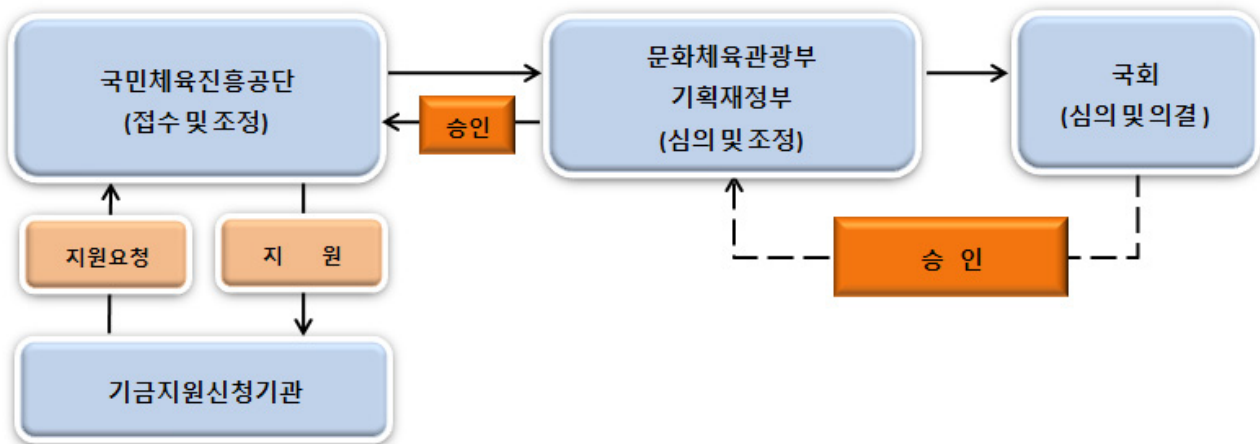 국민체육진흥공단
(접수 및 조정)
승인
문화체육관광부
기획재정부
(심의 및 조정)
국회
(심의 및 의결 )
지원요청
지 원
승 인
기금지원신청기관